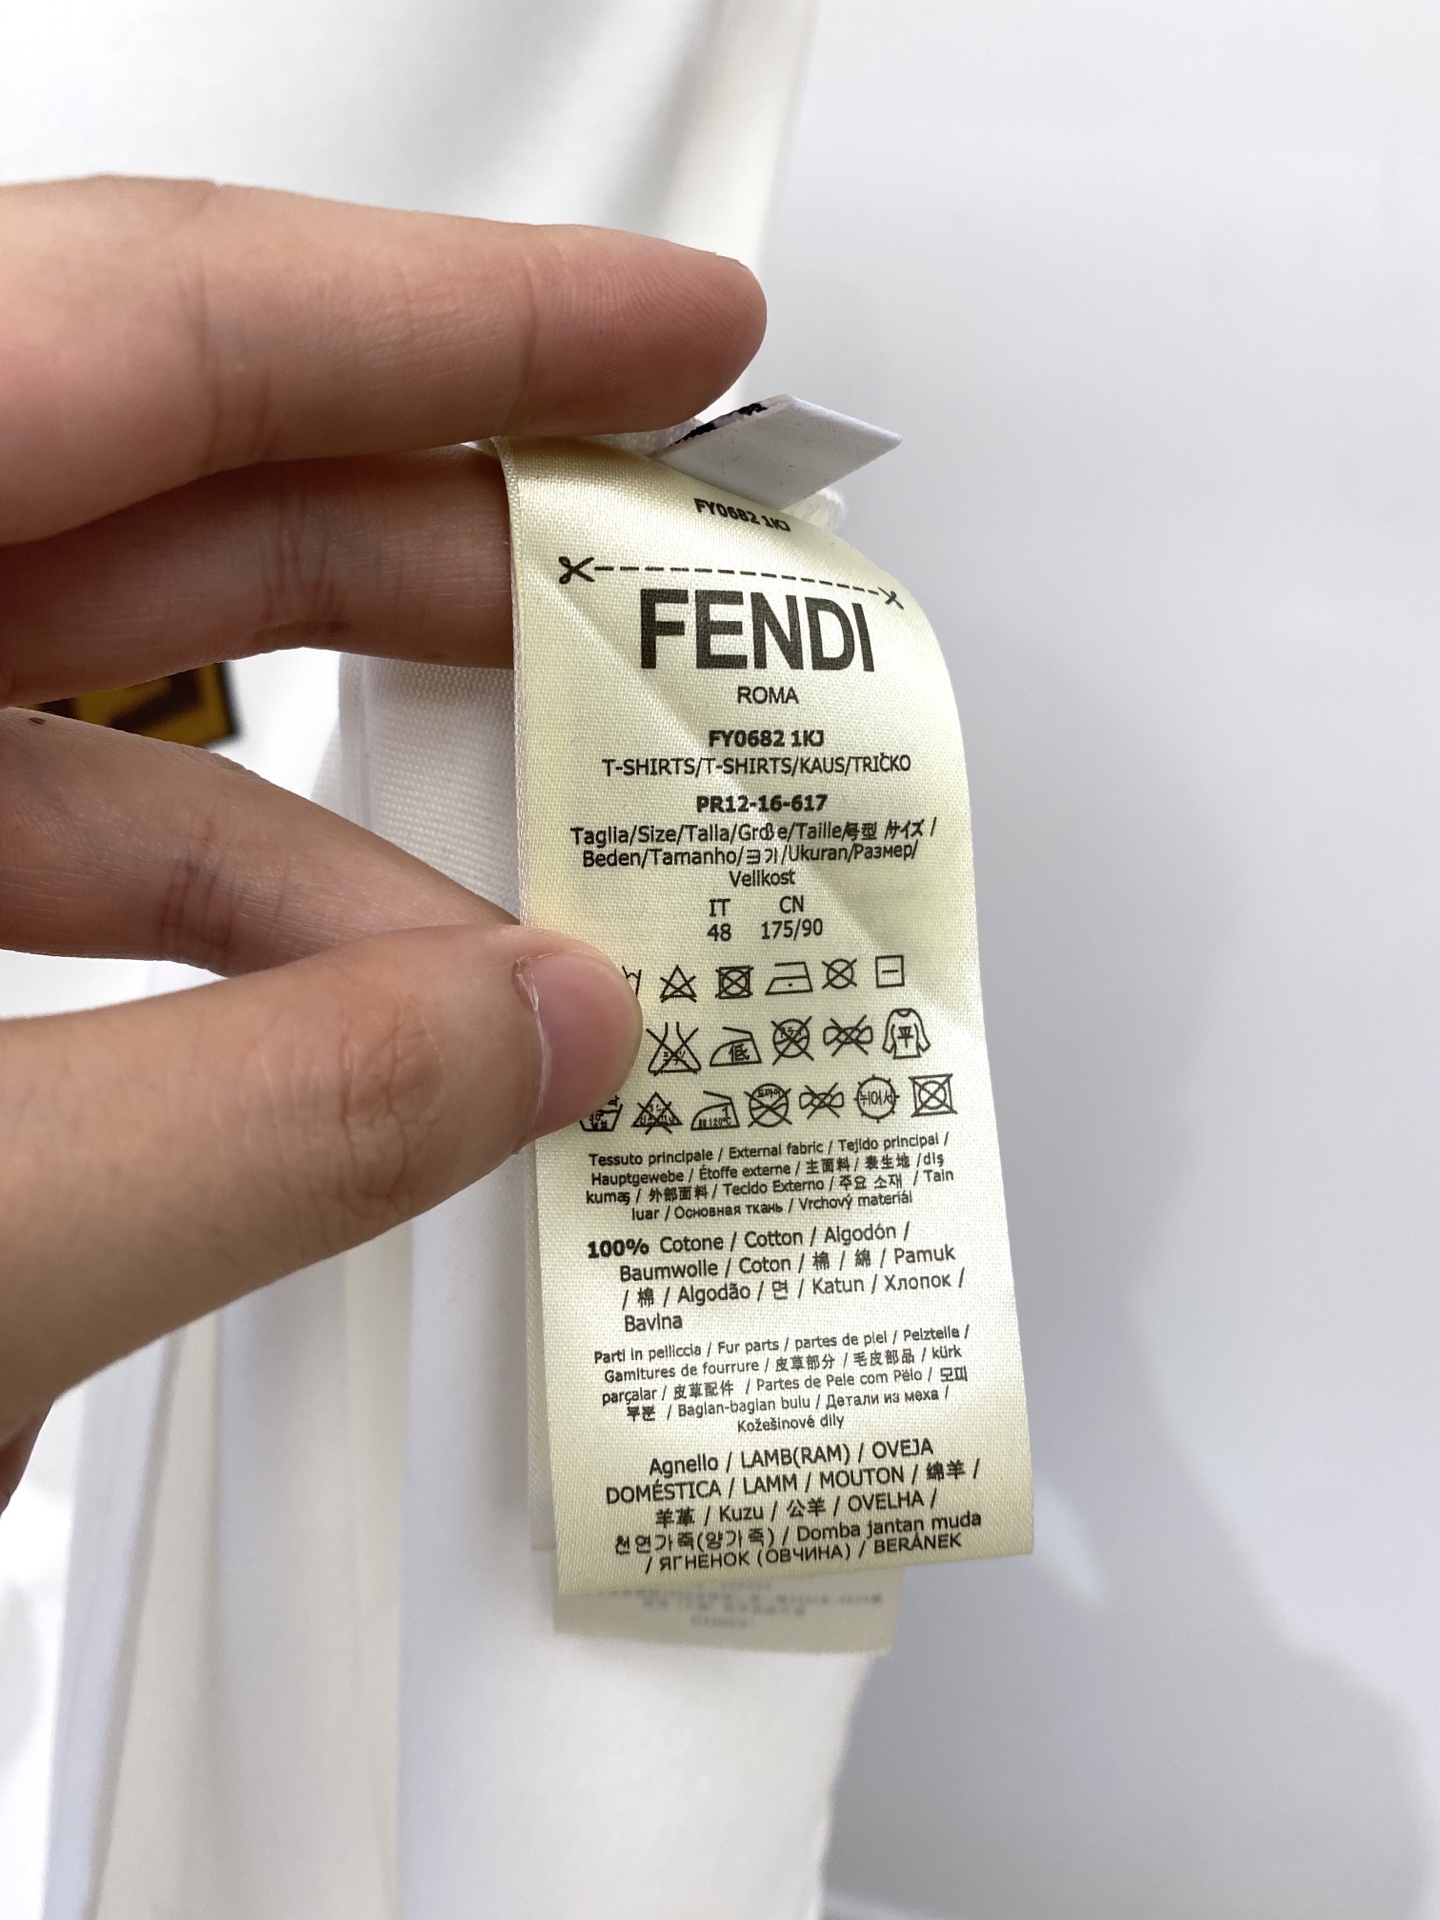 FY0682 1KJ
FENDI
ROMA
FY0682 1KJ
T-SHIRTS/T-SHIRTS/KAUS/TRIČKO
PR12-16-617
Taglia/Size/Talla/Größe/Taille/号型 サイズ /
Beden/Tamanho/크기/Ukuran/Размер/
Velikost
IT CN
48 175/90
低 平
Tessuto principale / External fabric / Tejido principal /
Hauptgewebe / Étoffe externe / 主面料 / 表生地 /diş
kumaş / 外部面料 / Tecido Externo / 주요 소재 / Tain
luar / Основная ткань / Vrchový materiál
100% Cotone / Cotton / Algodón /
Baumwolle / Coton / 棉 / 綿 / Pamuk
/ 棉 / Algodão / 면 / Katun / Хлопок /
Bavlna
Parti in pelliccia / Fur parts / partes de piel / Pelzteile /
Garnitures de fourrure / 皮草部分 / 毛皮部品 / kürk
parçalar / 皮草配件 / Partes de Pele com Pêlo / 모피
부분 / Bagian-bagian bulu / Детали из меха /
Kožešinové díly
Agnello / LAMB(RAM) / OVEJA
DOMÉSTICA / LAMM / MOUTON / 绵羊 /
羊革 / Kuzu / 公羊 / OVELHA /
천연가죽(양가죽) / Domba jantan muda
/ ЯГНЕНОК (ОВЧИНА) / BERÁNEK